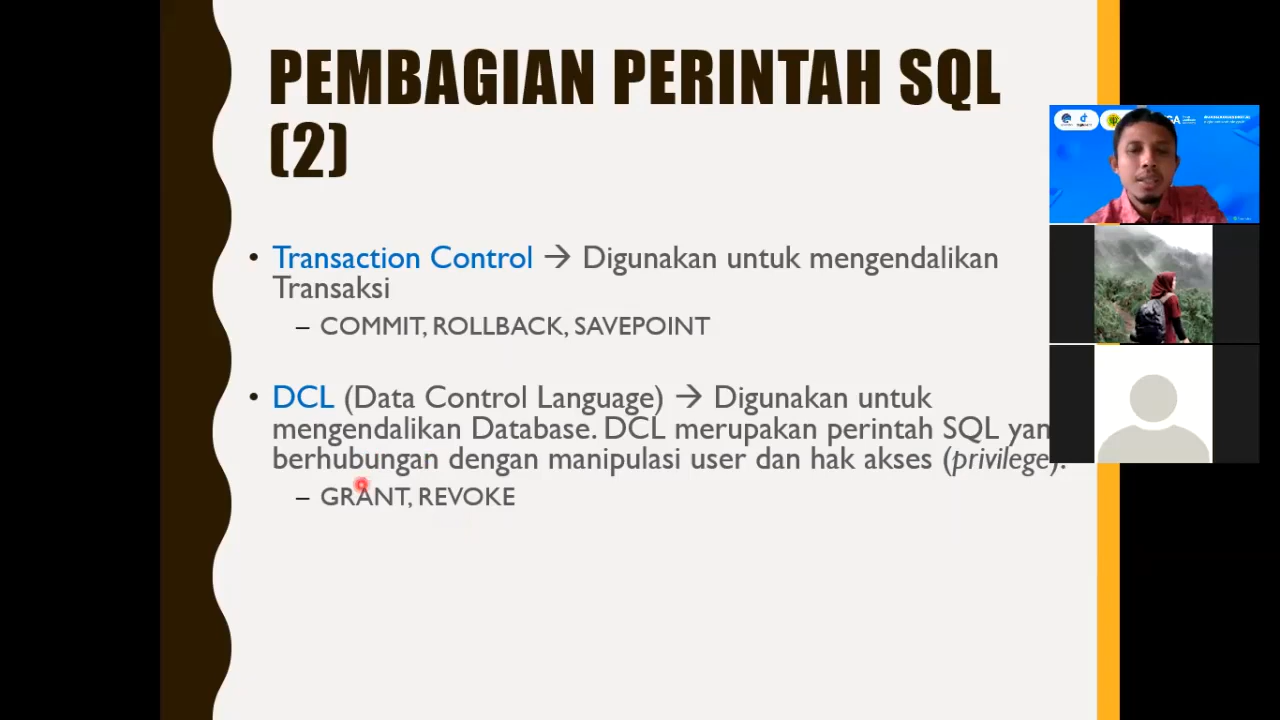 PEMBAGIAN PERINTAH SQL
(2)
• Transaction Control → Digunakan untuk mengendalikan
Transaksi
– COMMIT, ROLLBACK, SAVEPOINT
• DCL (Data Control Language) → Digunakan untuk
mengendalikan Database. DCL merupakan perintah SQL yan
berhubungan dengan manipulasi user dan hak akses (privilege).
– GRANT, REVOKE